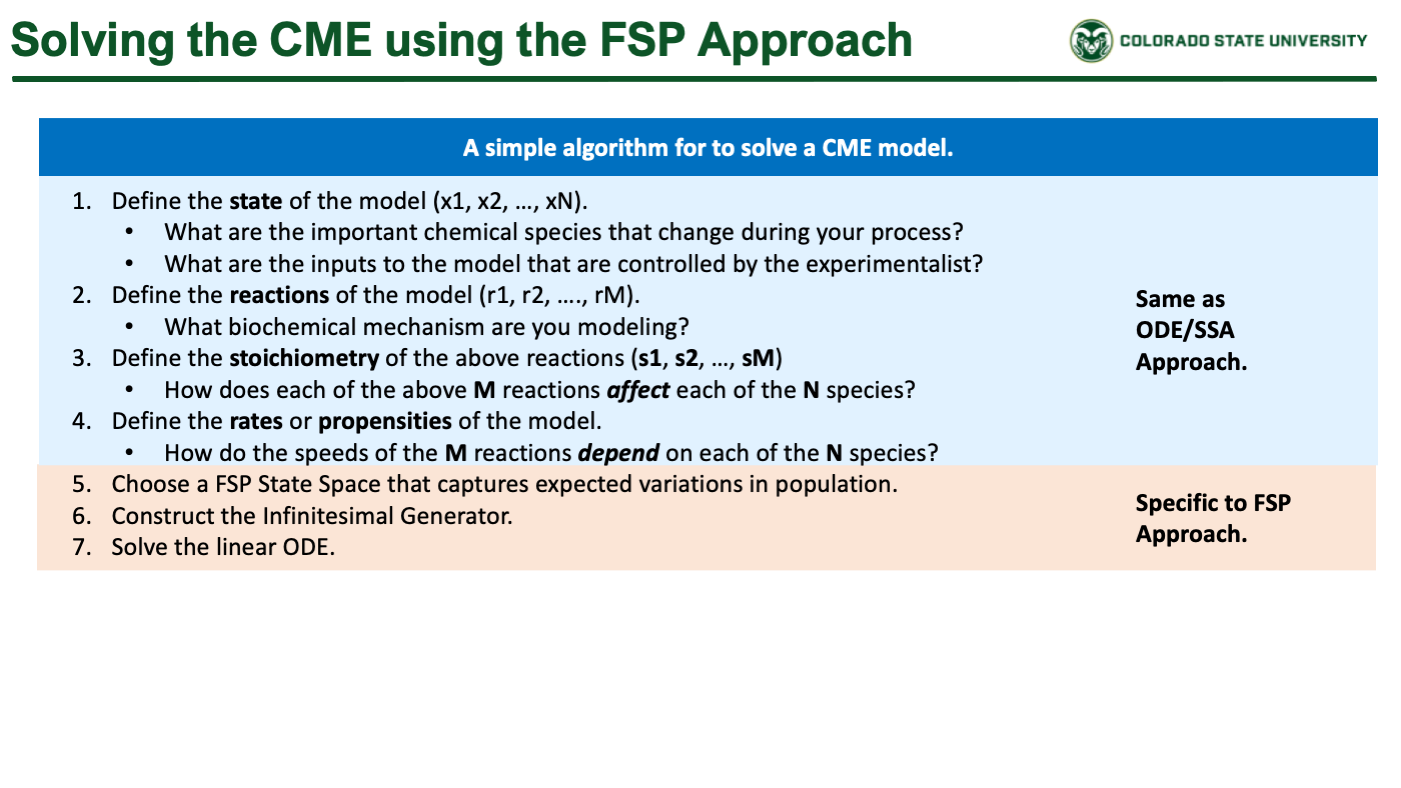 Solving the CME using the FSP Approach
COLORADO STATE UNIVERSITY
A simple algorithm for to solve a CME model.
1. Define the state of the model (x1, x2, …, xN).
• What are the important chemical species that change during your process?
• What are the inputs to the model that are controlled by the experimentalist?
2. Define the reactions of the model (r1, r2, …., rM).
• What biochemical mechanism are you modeling?
3. Define the stoichiometry of the above reactions (s1, s2, …, sM)
• How does each of the above M reactions affect each of the N species?
4. Define the rates or propensities of the model.
• How do the speeds of the M reactions depend on each of the N species?
Same as
ODE/SSA
Approach.
5. Choose a FSP State Space that captures expected variations in population.
6. Construct the Infinitesimal Generator.
7. Solve the linear ODE.
Specific to FSP
Approach.